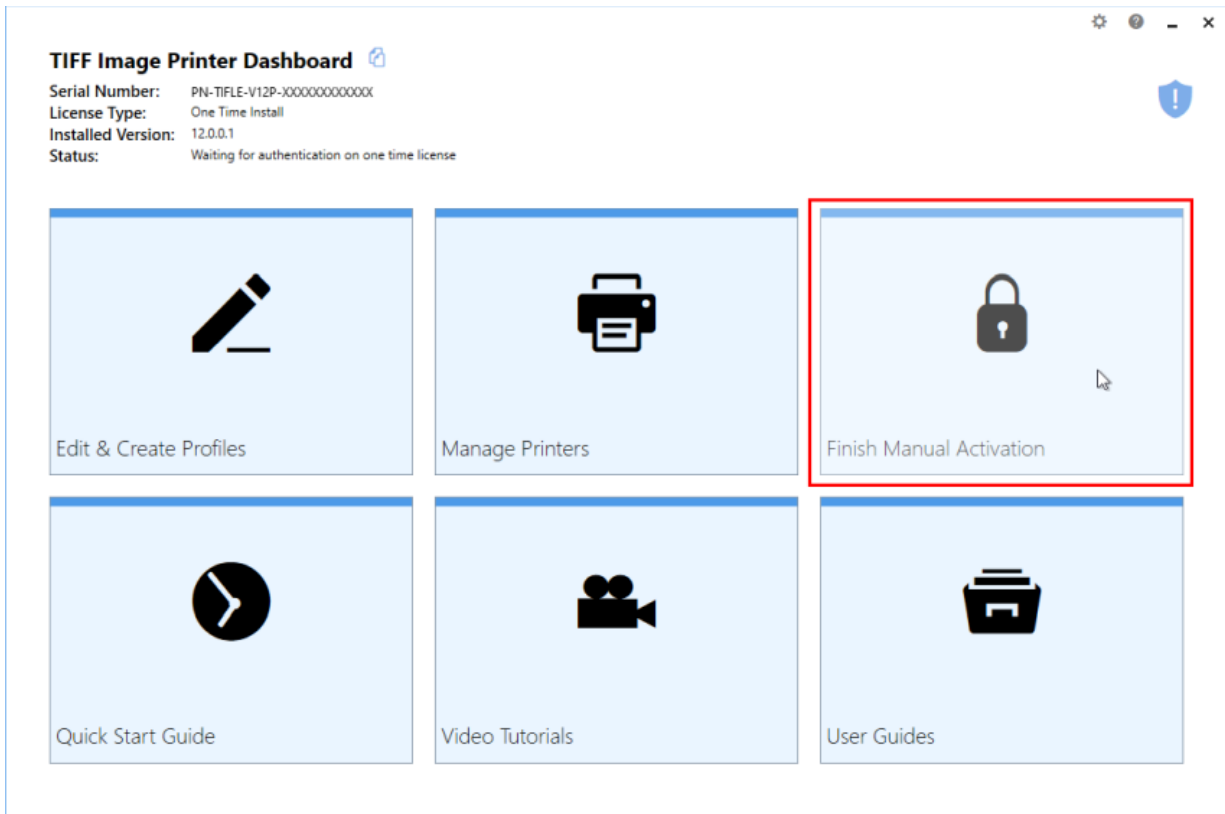 TIFF Image Printer Dashboard
Serial Number: PN-TIFLE-V12P-XXXXXXXXXXXX
License Type: One Time Install
Installed Version: 12.0.0.1
Status: Waiting for authentication on one time license
Edit & Create Profiles
Manage Printers
Finish Manual Activation
Quick Start Guide
Video Tutorials
User Guides